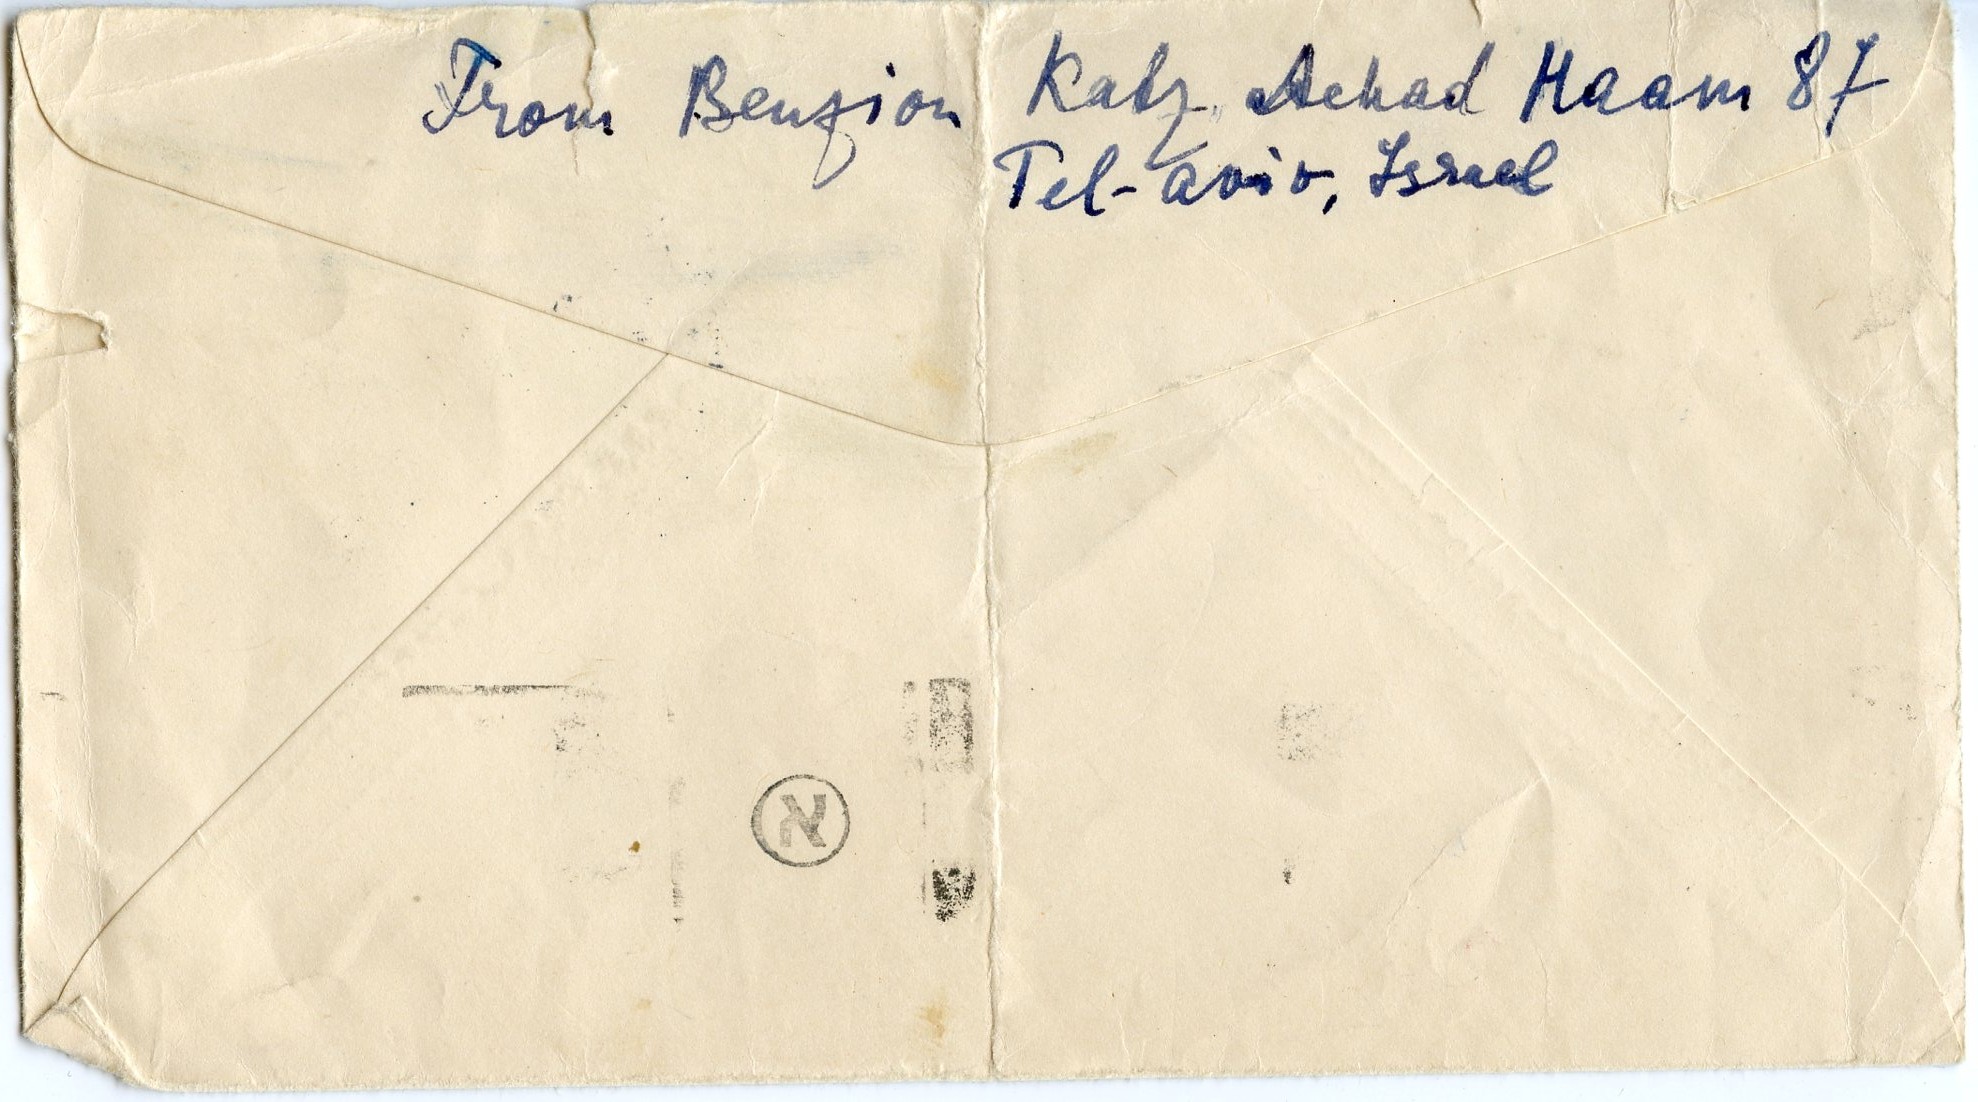 From Benzion Katz Achad Haam 87
Tel-aviv, Israel
א